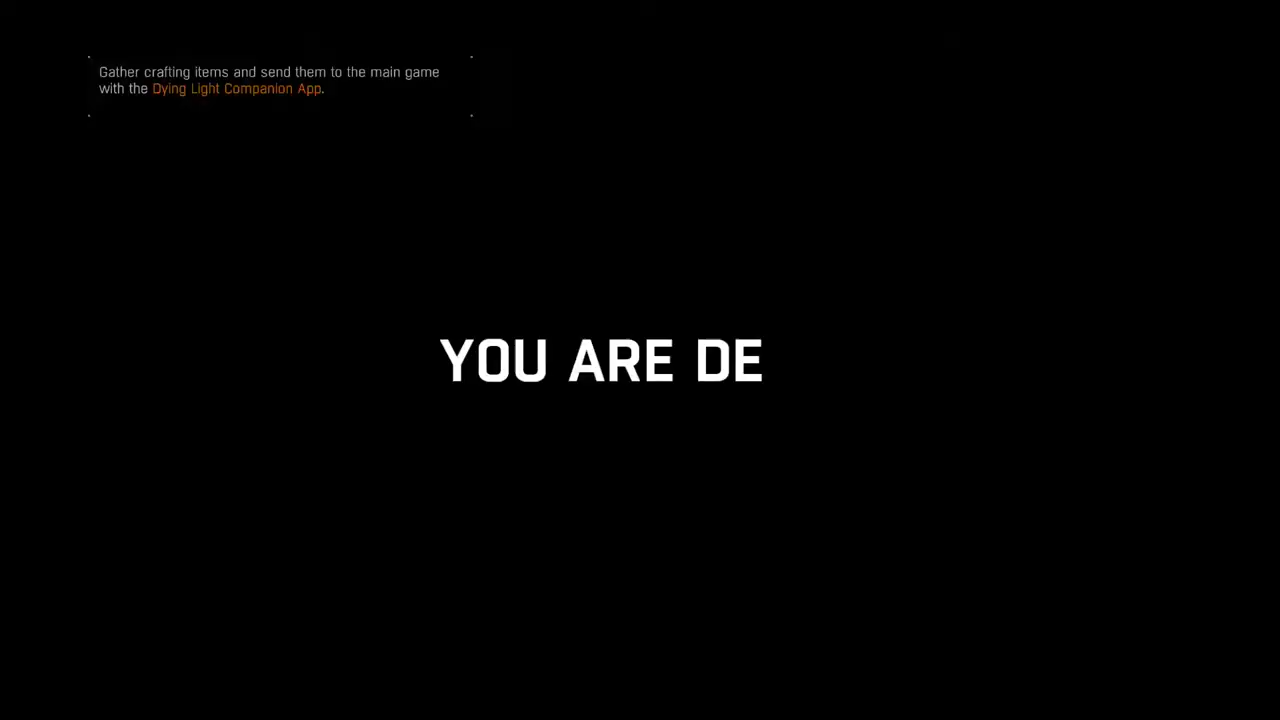 Gather crafting items and send them to the main game
with the Dying Light Companion App.
YOU ARE DE